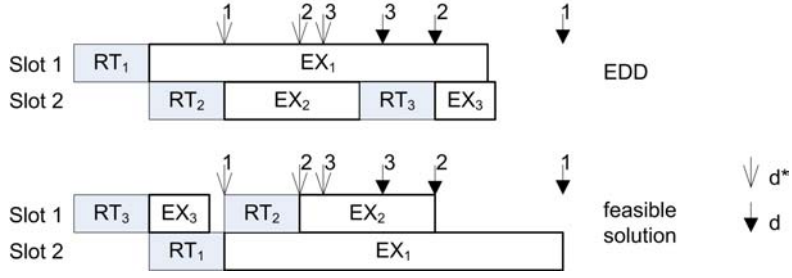 1 2 3 3 2 1
Slot 1 RT₁ EX₁ EDD
Slot 2 RT₂ EX₂ RT₃ EX₃
1 2 3 3 2 1
d*
Slot 1 RT₃ EX₃ RT₂ EX₂ feasible
solution d
Slot 2 RT₁ EX₁